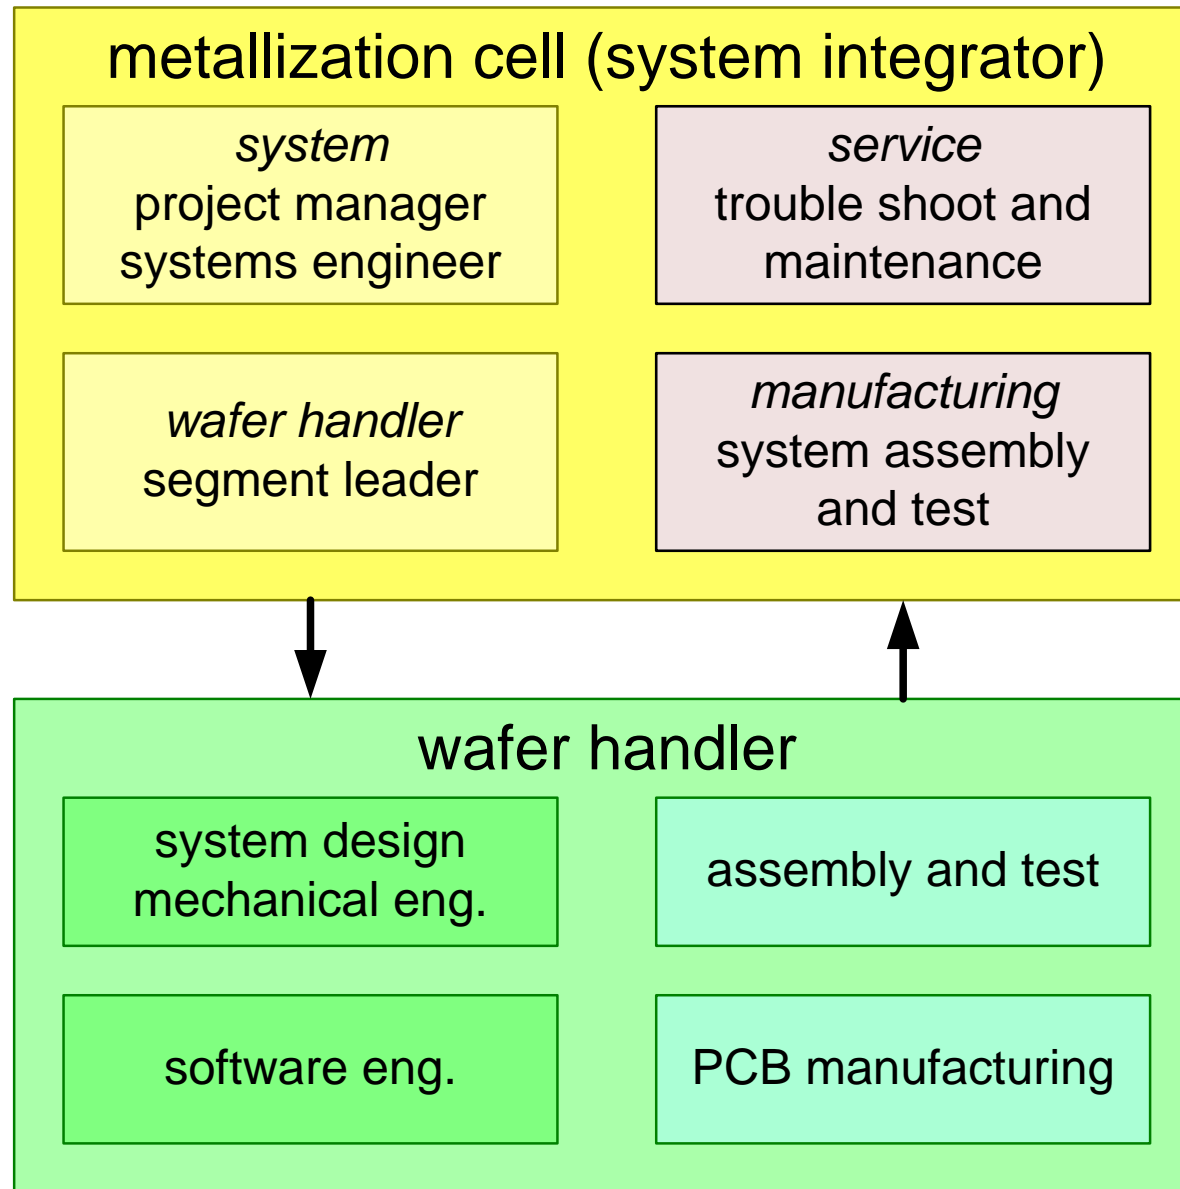 metallization cell (system integrator)
system
project manager
systems engineer
service
trouble shoot and
maintenance
wafer handler
segment leader
manufacturing
system assembly
and test
wafer handler
system design
mechanical eng.
assembly and test
software eng.
PCB manufacturing